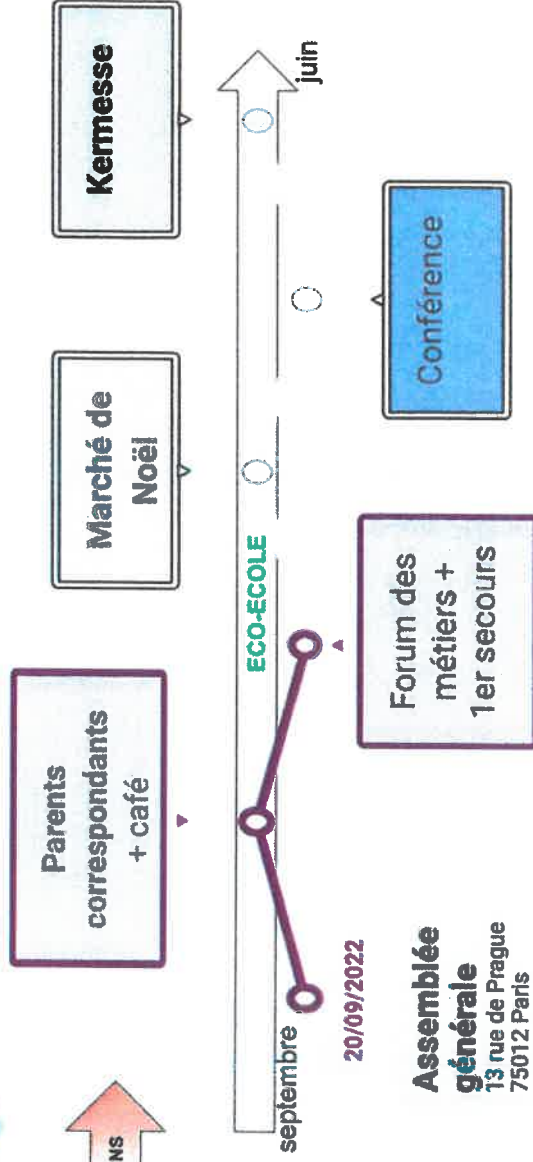 NS
Parents
correspondants
+ café
Marché de
Noël
Kermesse
septembre
ECO-ECOLE
juin
20/09/2022
Assemblée
générale
13 rue de Prague
75012 Paris
Forum des
métiers +
1er secours
Conférence